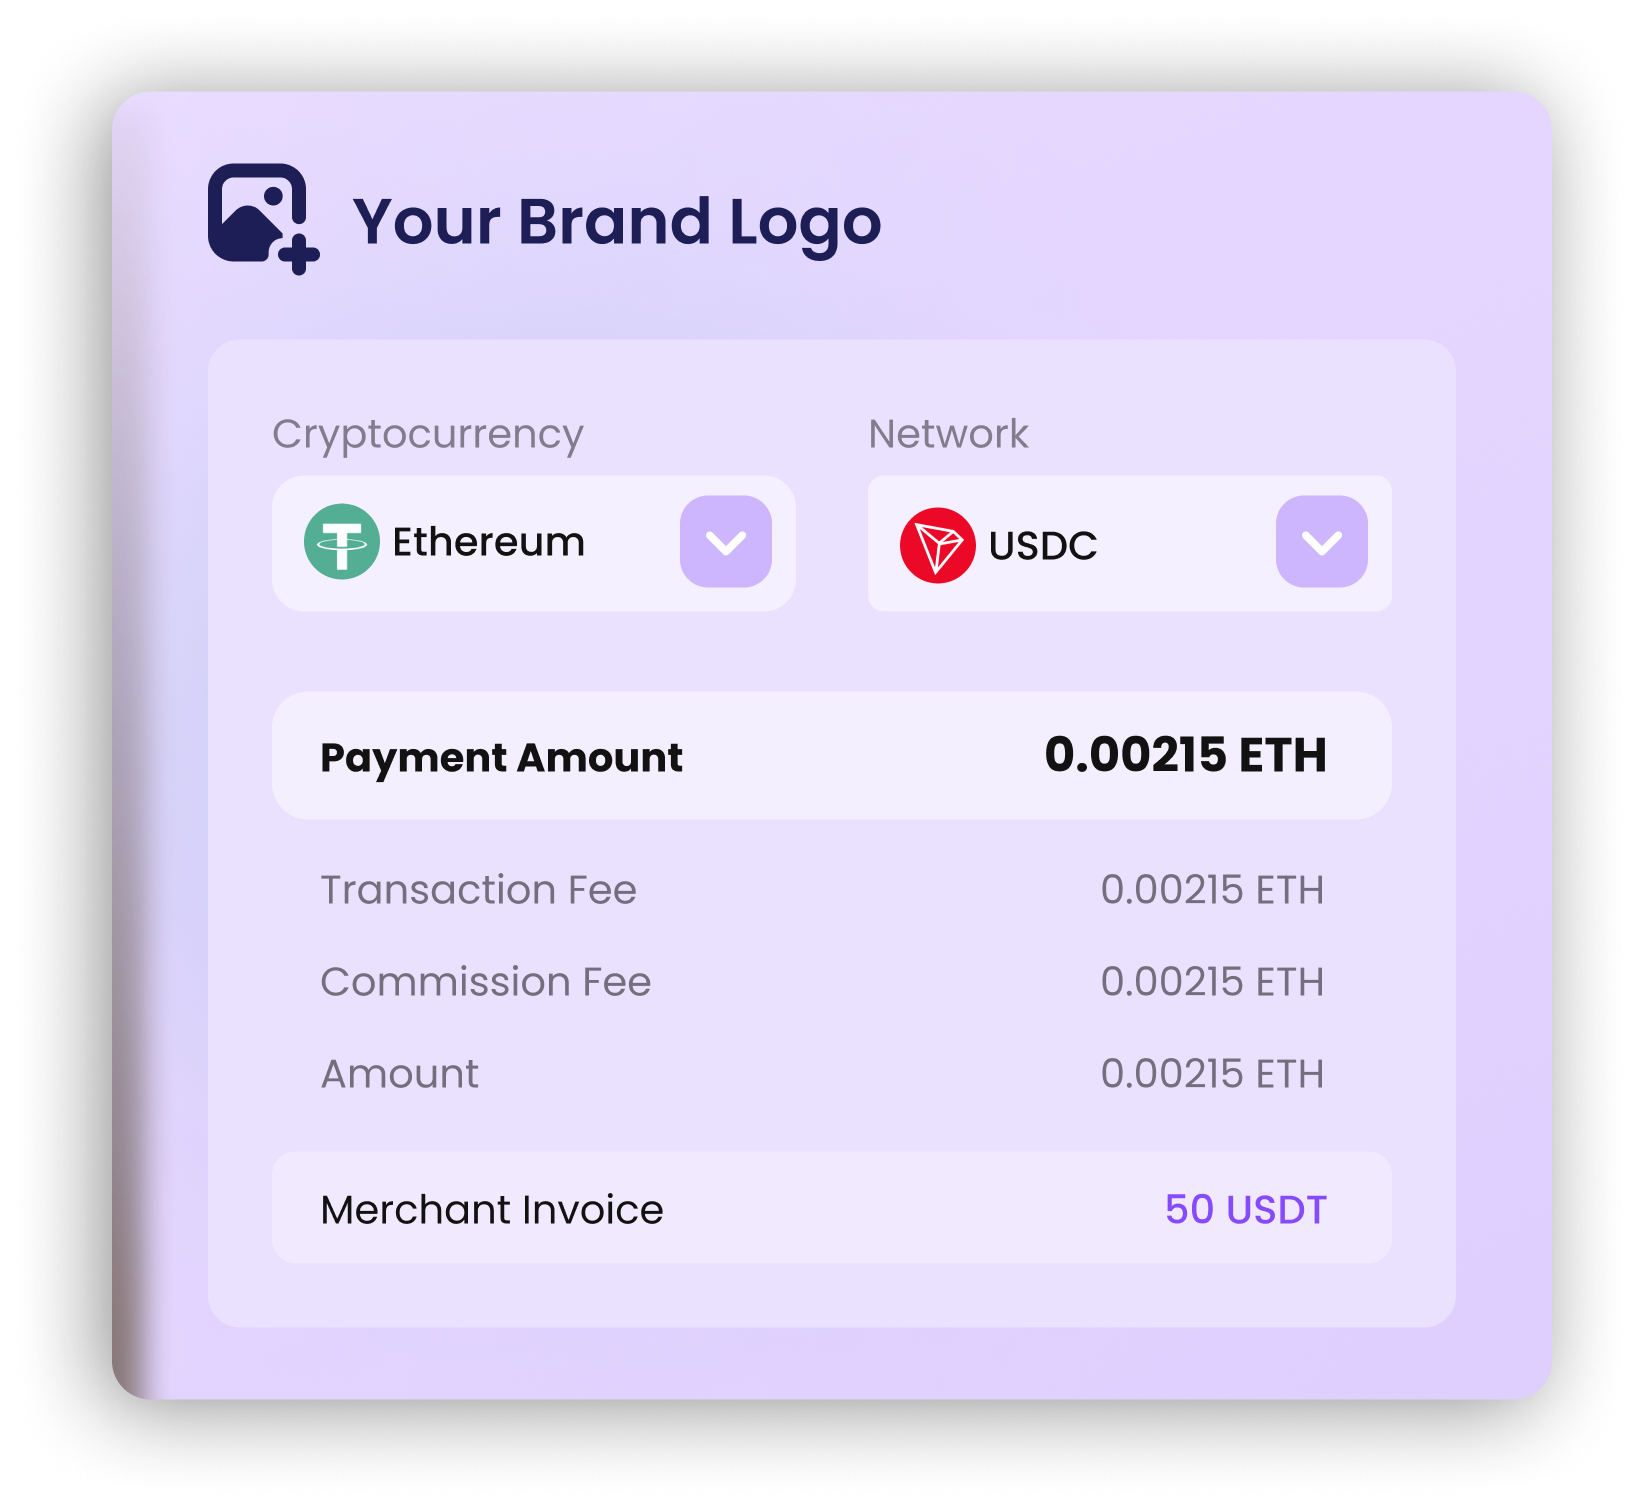 Your Brand Logo
Cryptocurrency Network
Ethereum USDC
Payment Amount 0.00215 ETH
Transaction Fee 0.00215 ETH
Commission Fee 0.00215 ETH
Amount 0.00215 ETH
Merchant Invoice 50 USDT